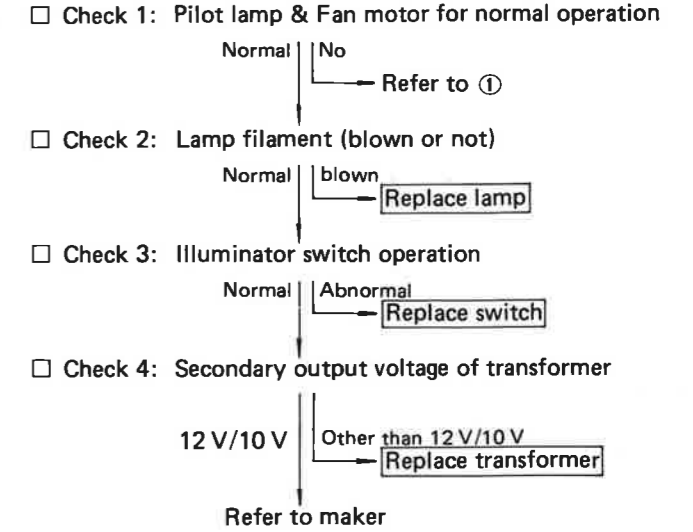 □ Check 1: Pilot lamp & Fan motor for normal operation
Normal No
Refer to ①
□ Check 2: Lamp filament (blown or not)
Normal blown
Replace lamp
□ Check 3: Illuminator switch operation
Normal Abnormal
Replace switch
□ Check 4: Secondary output voltage of transformer
12 V/10 V Other than 12 V/10 V
Replace transformer
Refer to maker